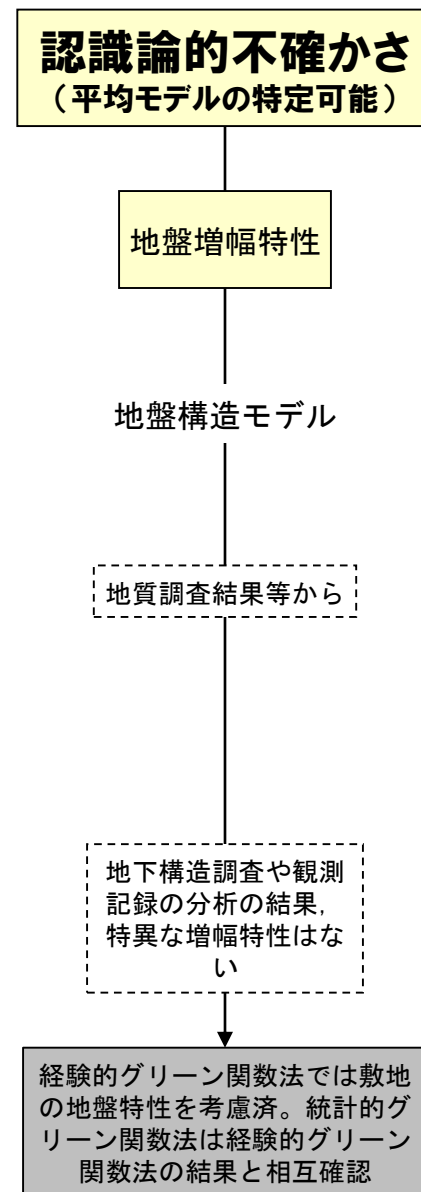 認識論的不確かさ
（平均モデルの特定可能）
地盤増幅特性
地盤構造モデル
地質調査結果等から
地下構造調査や観測
記録の分析の結果，
特異な増幅特性はな
い
経験的グリーン関数法では敷地
の地盤特性を考慮済。統計的グ
リーン関数法は経験的グリーン
関数法の結果と相互確認